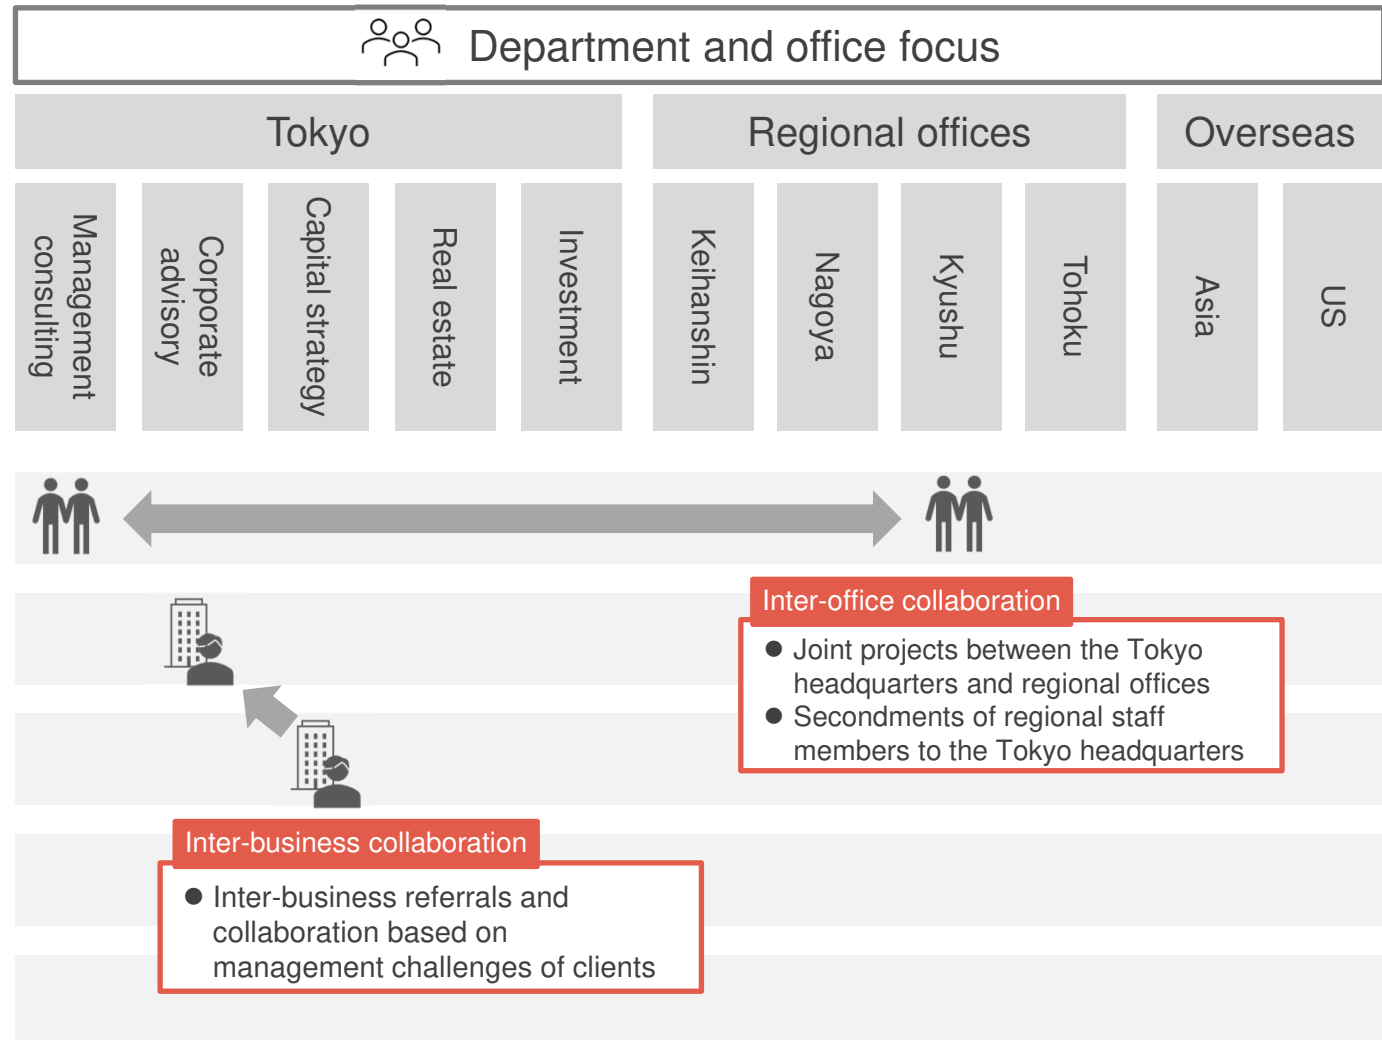 Department and office focus
Tokyo
Regional offices
Overseas
Management
consulting
Corporate
advisory
Capital strategy
Real estate
Investment
Keihanshin
Nagoya
Kyushu
Tohoku
Asia
US
Inter-office collaboration
● Joint projects between the Tokyo
headquarters and regional offices
● Secondments of regional staff
members to the Tokyo headquarters
Inter-business collaboration
● Inter-business referrals and
collaboration based on
management challenges of clients